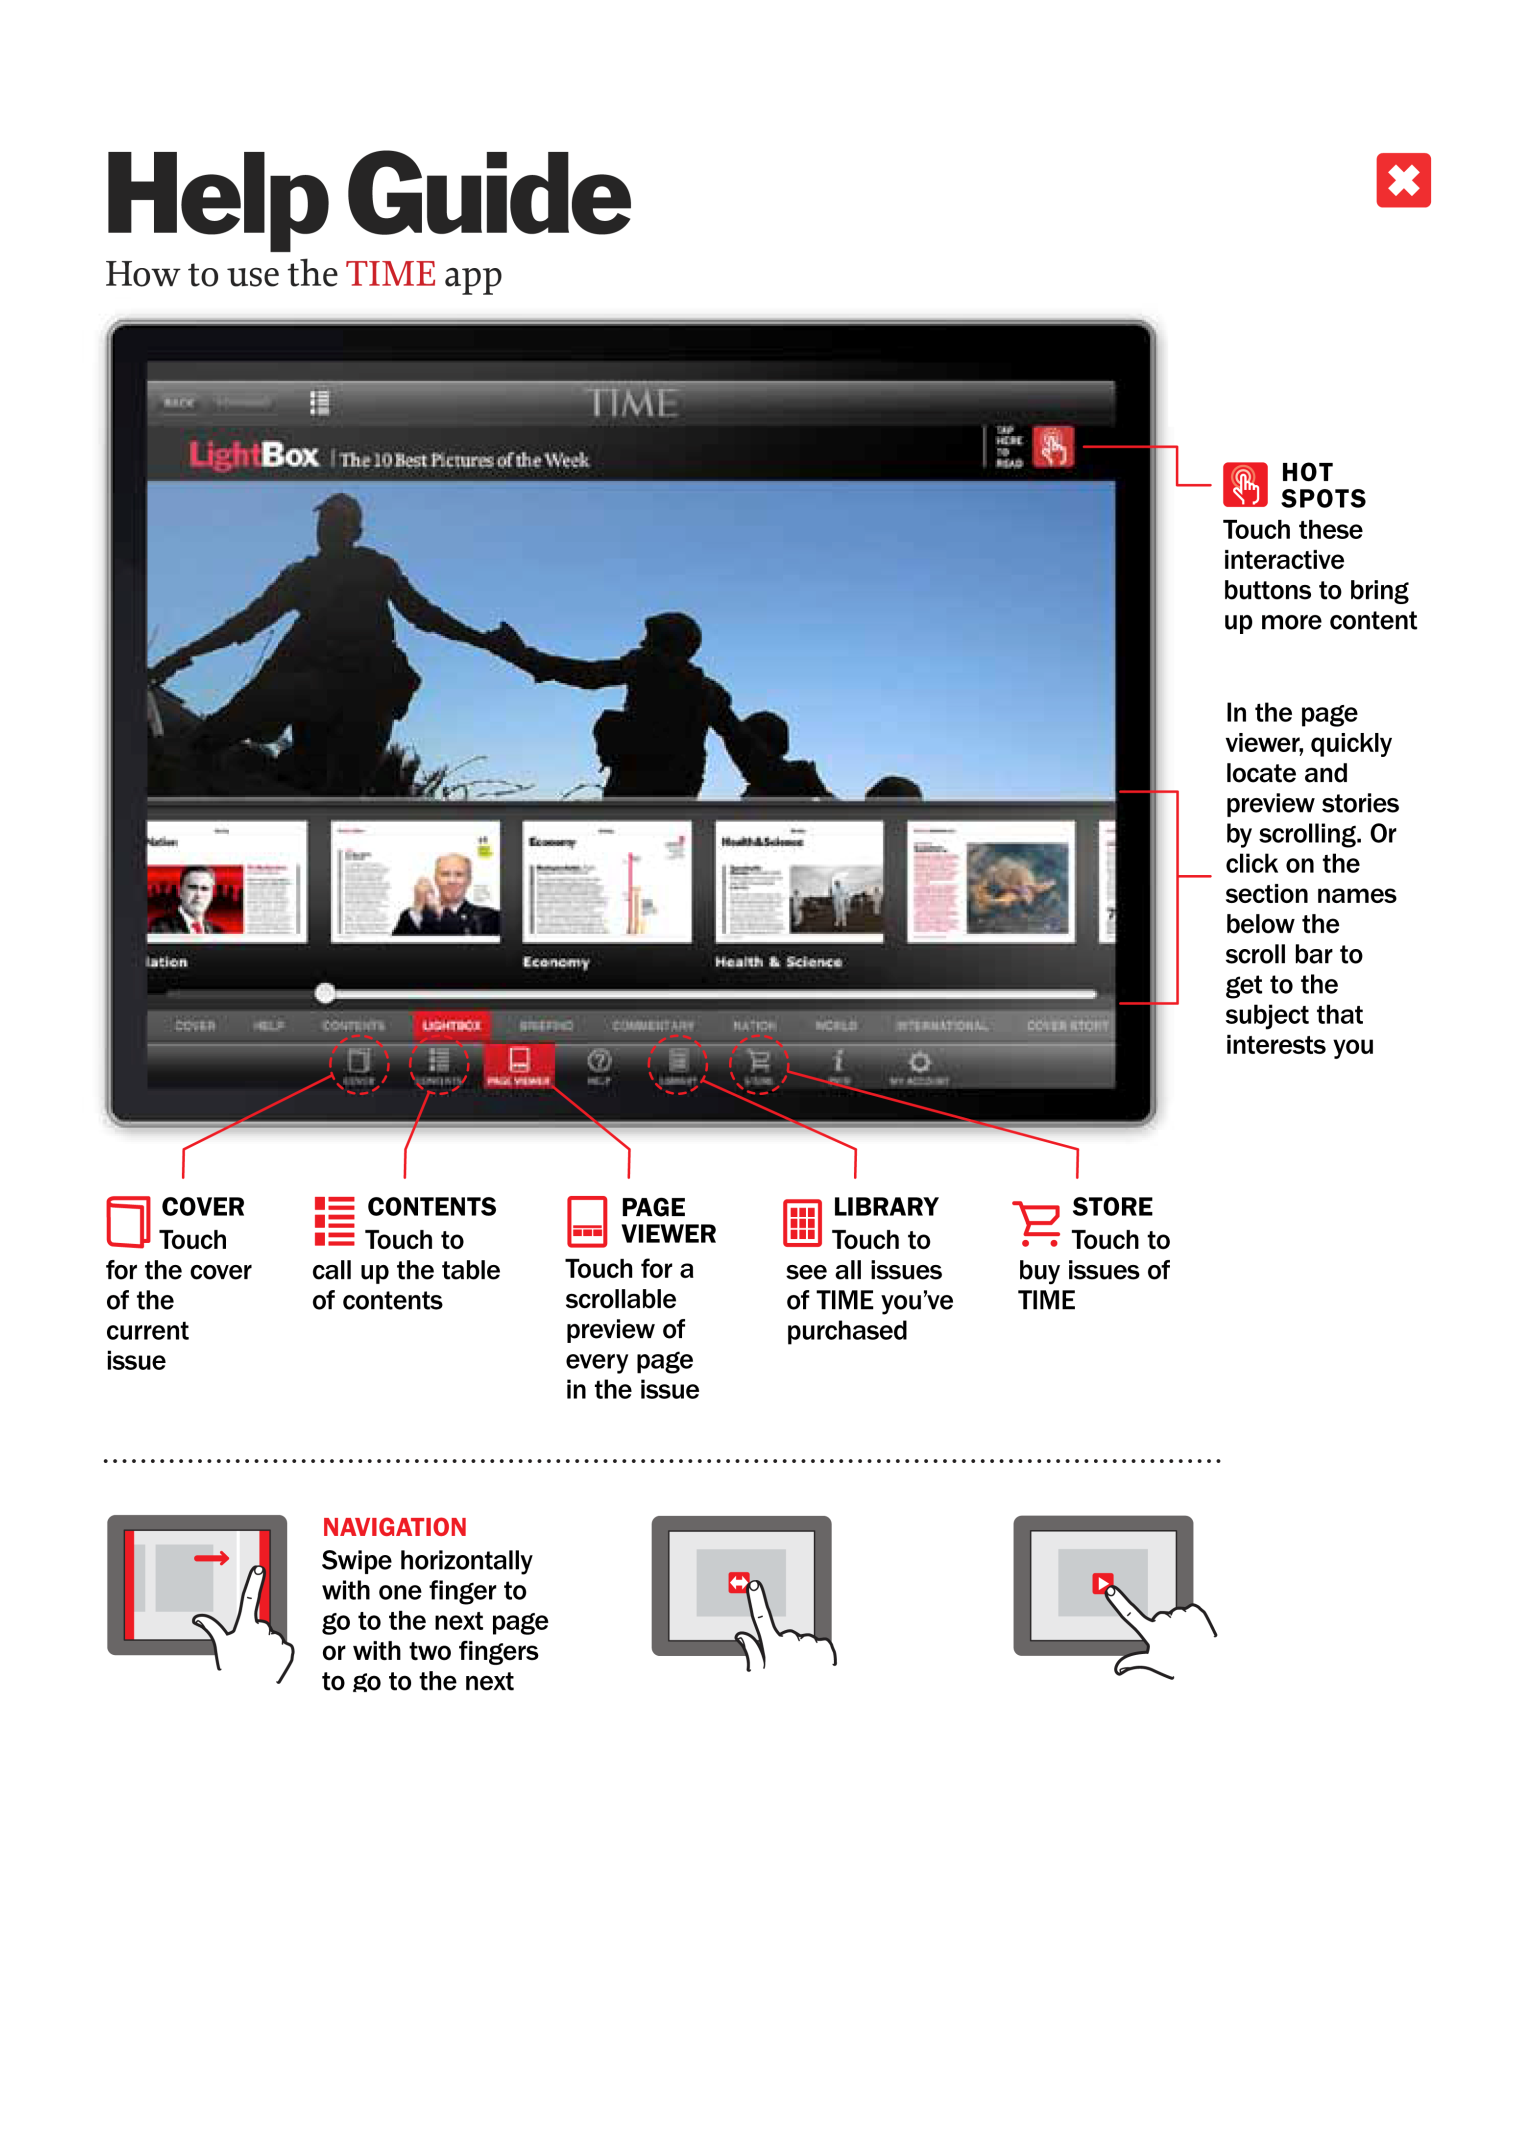 Help Guide
How to use the TIME app
BACK
TIME
LightBox | The 10 Best Pictures of the Week
TAP
HERE
TO
READ
HOT
SPOTS
Touch these
interactive
buttons to bring
up more content
In the page
viewer, quickly
locate and
preview stories
by scrolling. Or
click on the
section names
below the
scroll bar to
get to the
subject that
interests you
Nation
Economy
Health&Science
ation
Economy
Health & Science
COVER HELP CONTENTS LIGHTBOX BRIEFING COMMENTARY NATION WORLD INTERNATIONAL COVER STORY
COVER CONTENTS PAGE VIEWER HELP LIBRARY STORE MY ACCOUNT
COVER
Touch
for the cover
of the
current
issue
CONTENTS
Touch to
call up the table
of contents
PAGE
VIEWER
Touch for a
scrollable
preview of
every page
in the issue
LIBRARY
Touch to
see all issues
of TIME you've
purchased
STORE
Touch to
buy issues of
TIME
NAVIGATION
Swipe horizontally
with one finger to
go to the next page
or with two fingers
to go to the next